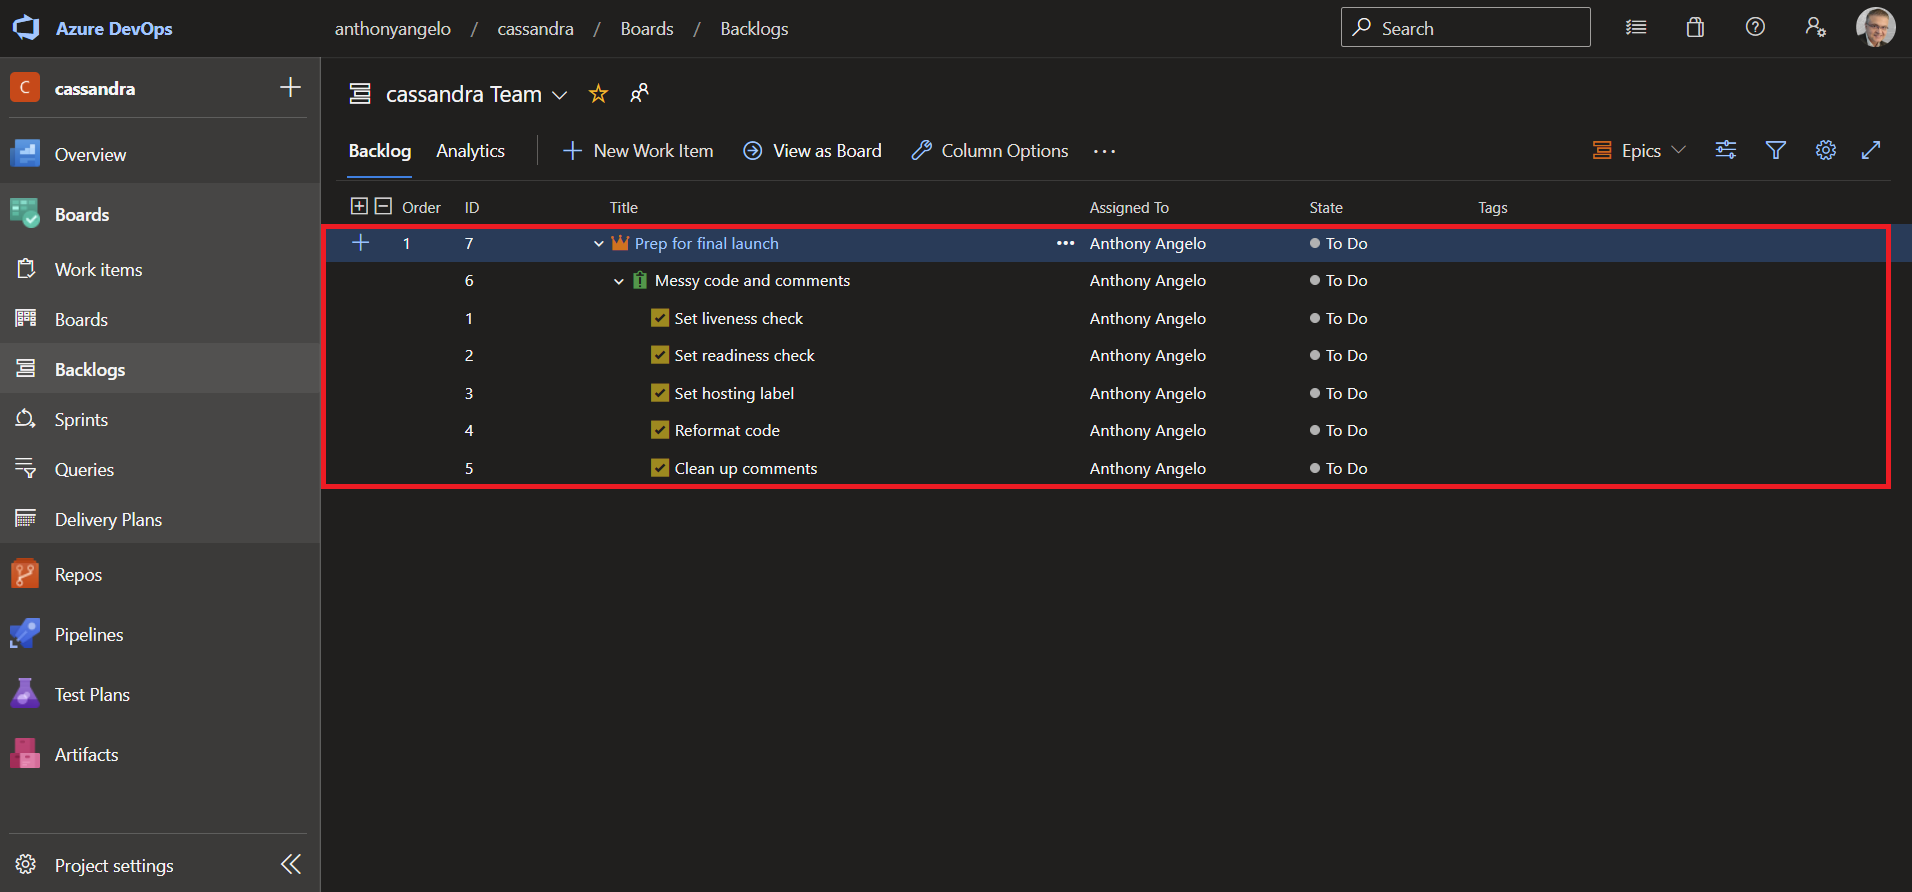 Azure DevOps
anthonyangelo / cassandra / Boards / Backlogs
Search
C cassandra
Overview
Boards
Work items
Boards
Backlogs
Sprints
Queries
Delivery Plans
Repos
Pipelines
Test Plans
Artifacts
Project settings
cassandra Team
Backlog Analytics New Work Item View as Board Column Options Epics
Order ID Title Assigned To State Tags
1 7 Prep for final launch Anthony Angelo To Do
6 Messy code and comments Anthony Angelo To Do
1 Set liveness check Anthony Angelo To Do
2 Set readiness check Anthony Angelo To Do
3 Set hosting label Anthony Angelo To Do
4 Reformat code Anthony Angelo To Do
5 Clean up comments Anthony Angelo To Do